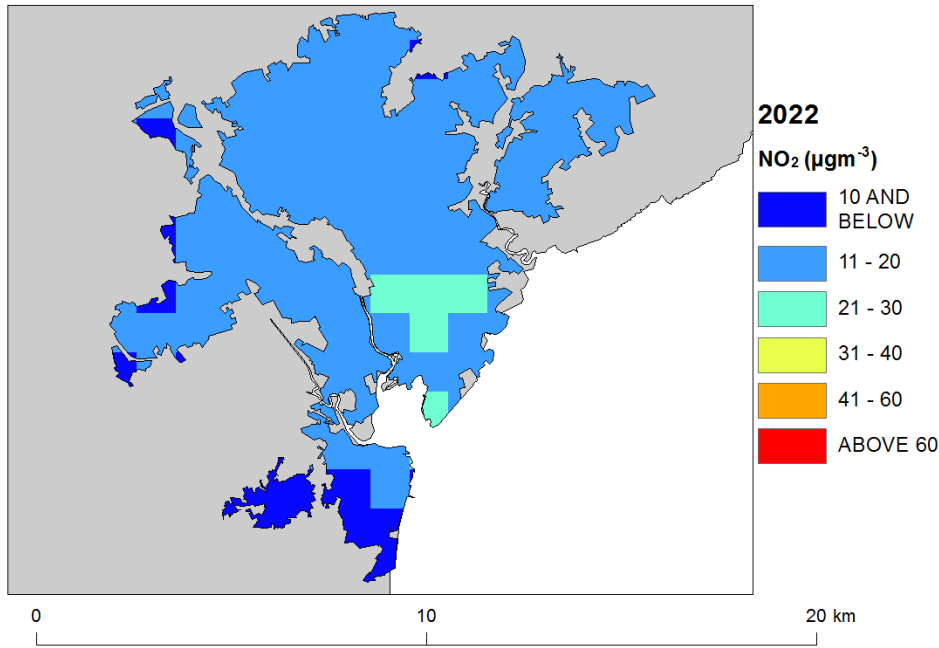 2022
NO₂ (µgm⁻³)
10 AND
BELOW
11 - 20
21 - 30
31 - 40
41 - 60
ABOVE 60
0 10 20 km